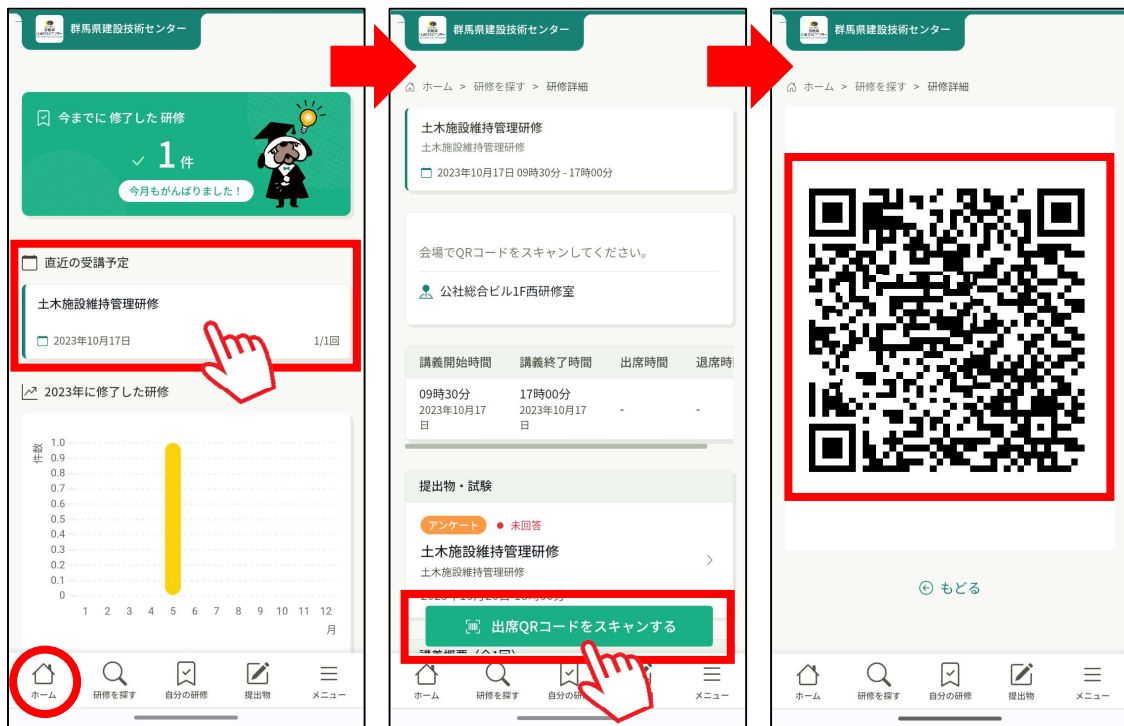 群馬県建設技術センター
今までに修了した研修
1件
今月もがんばりました！
直近の受講予定
土木施設維持管理研修
2023年10月17日
1/1回
2023年に修了した研修
件数
1.0
0.9
0.8
0.7
0.6
0.5
0.4
0.3
0.2
0.1
0
1 2 3 4 5 6 7 8 9 10 11 12
月
ホーム 研修を探す 自分の研修 提出物 メニュー
群馬県建設技術センター
ホーム > 研修を探す > 研修詳細
土木施設維持管理研修
土木施設維持管理研修
2023年10月17日 09時30分 - 17時00分
会場でQRコードをスキャンしてください。
公社総合ビル1F西研修室
講義開始時間 講義終了時間 出席時間 退席時
09時30分 17時00分
2023年10月17 2023年10月17 - -
日 日
提出物・試験
アンケート ● 未回答
土木施設維持管理研修
土木施設維持管理研修
出席QRコードをスキャンする
ホーム 研修を探す 自分の研 メニュー
群馬県建設技術センター
ホーム > 研修を探す > 研修詳細
もどる
ホーム 研修を探す 自分の研修 提出物 メニュー